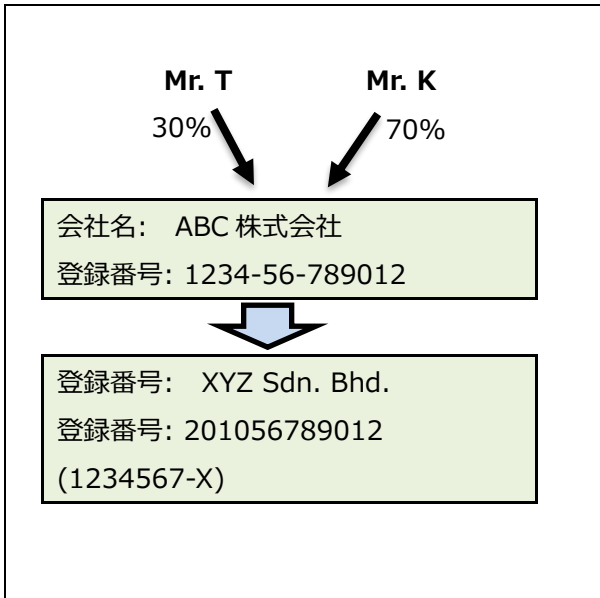 Mr. T Mr. K
30% 70%
会社名: ABC 株式会社
登録番号: 1234-56-789012
登録番号: XYZ Sdn. Bhd.
登録番号: 201056789012
(1234567-X)